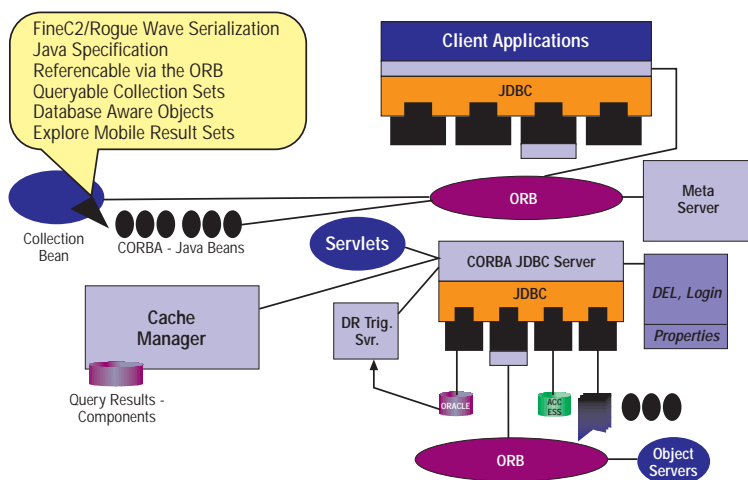 FineC2/Rogue Wave Serialization
Java Specification
Referencable via the ORB
Queryable Collection Sets
Database Aware Objects
Explore Mobile Result Sets
Client Applications
JDBC
ORB
Meta
Server
Collection
Bean
CORBA - Java Beans
Servlets
CORBA JDBC Server
JDBC
DEL, Login
Properties
Cache
Manager
DR Trig.
Svr.
Query Results -
Components
ORACLE
ACC
ESS
ORB
Object
Servers